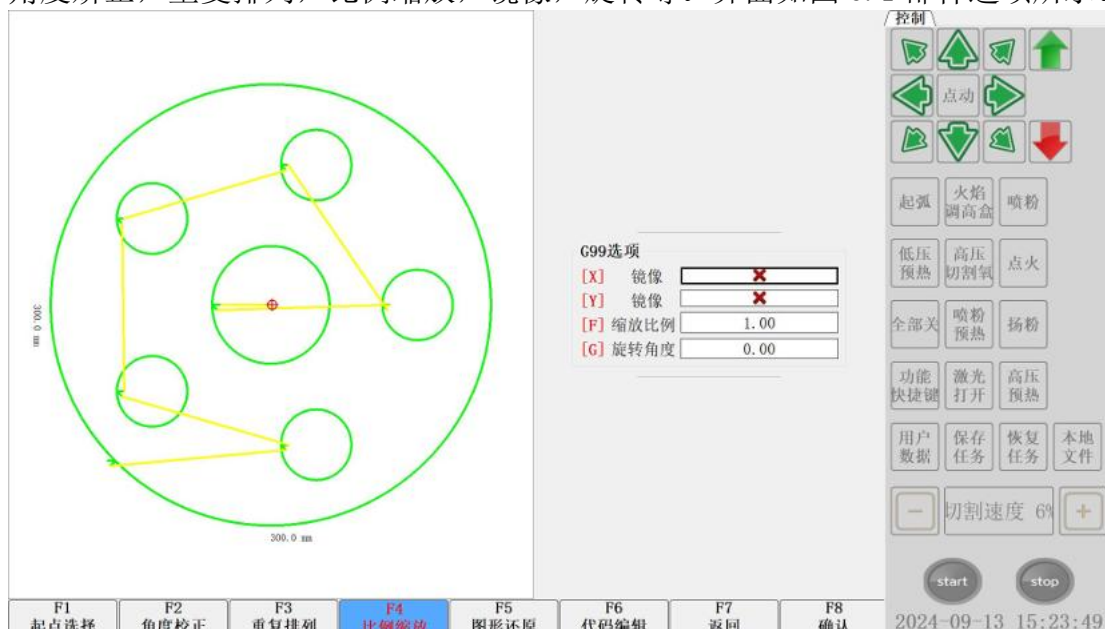 控制
点动
起弧
火焰
调高盒
喷粉
低压
预热
高压
切割氧
点火
全部关
喷粉
预热
扬粉
功能
快捷键
激光
打开
高压
预热
用户
数据
保存
任务
恢复
任务
本地
文件
− 切割速度 6% +
start stop
2024-09-13 15:23:49
G99选项
[X] 镜像
[Y] 镜像
[F] 缩放比例 1.00
[G] 旋转角度 0.00
300.0 mm
300.0 mm
F1 F2 F3 F4 F5 F6 F7 F8
起点选择 角度校正 重复排列 比例缩放 图形还原 代码编辑 返回 确认